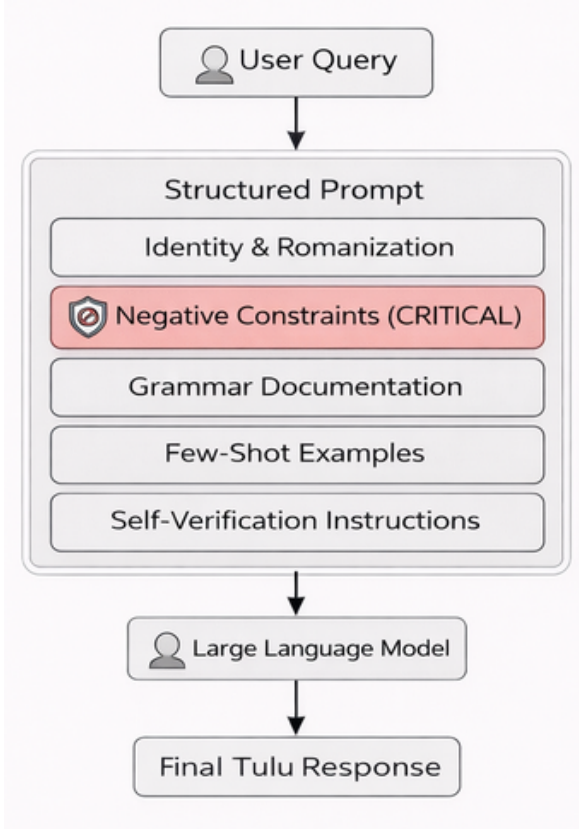 User Query
Structured Prompt
Identity & Romanization
Negative Constraints (CRITICAL)
Grammar Documentation
Few-Shot Examples
Self-Verification Instructions
Large Language Model
Final Tulu Response